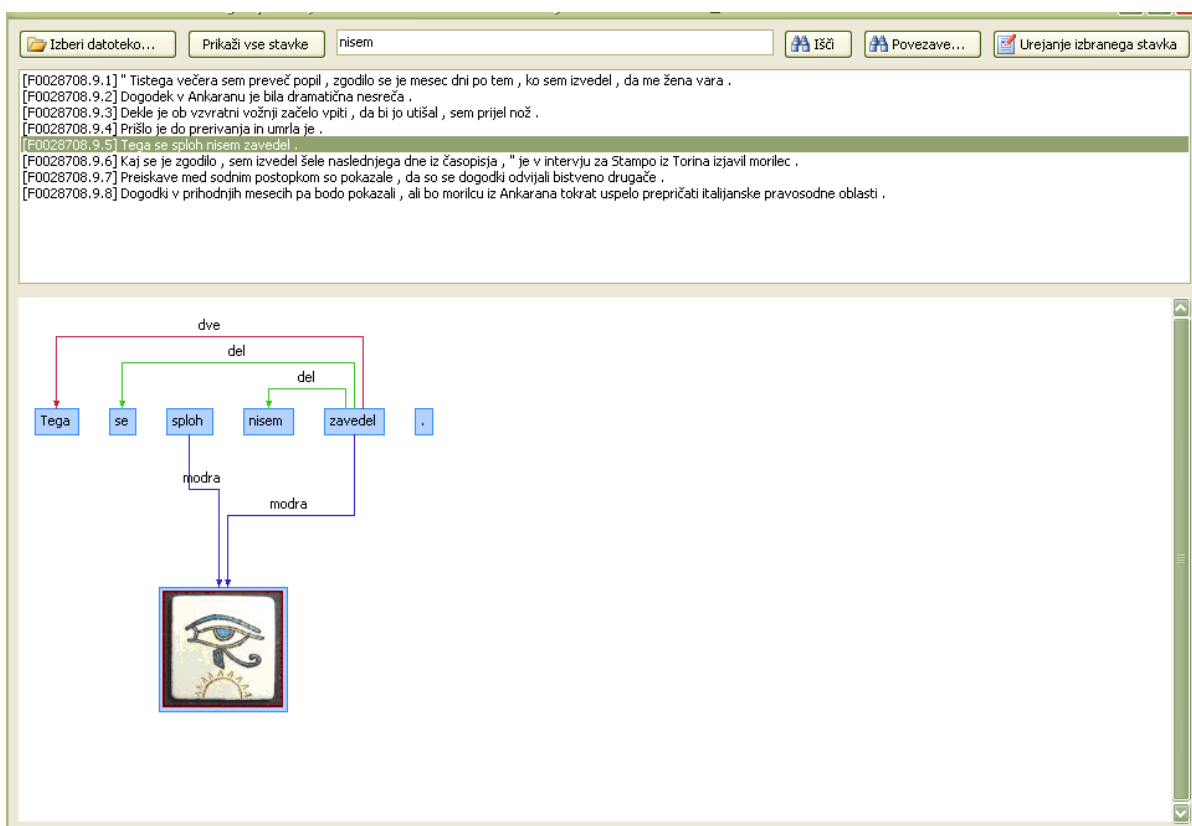 Izberi datoteko...
Prikaži vse stavke
nisem
Išči
Povezave...
Urejanje izbranega stavka
[F0028708.9.1] " Tistega večera sem preveč popil , zgodilo se je mesec dni po tem , ko sem izvedel , da me žena vara .
[F0028708.9.2] Dogodek v Ankaranu je bila dramatična nesreča .
[F0028708.9.3] Dekle je ob vzvratni vožnji začelo vpiti , da bi jo utišal , sem prijel nož .
[F0028708.9.4] Prišlo je do prerivanja in umrla je .
[F0028708.9.5] Tega se sploh nisem zavedel .
[F0028708.9.6] Kaj se je zgodilo , sem izvedel šele naslednjega dne iz časopisja , " je v intervju za Stampo iz Torina izjavil morilec .
[F0028708.9.7] Preiskave med sodnim postopkom so pokazale , da so se dogodki odvijali bistveno drugače .
[F0028708.9.8] Dogodki v prihodnjih mesecih pa bodo pokazali , ali bo morilcu iz Ankarana tokrat uspelo prepričati italijanske pravosodne oblasti .
dve
del
del
Tega se sploh nisem zavedel .
modra
modra